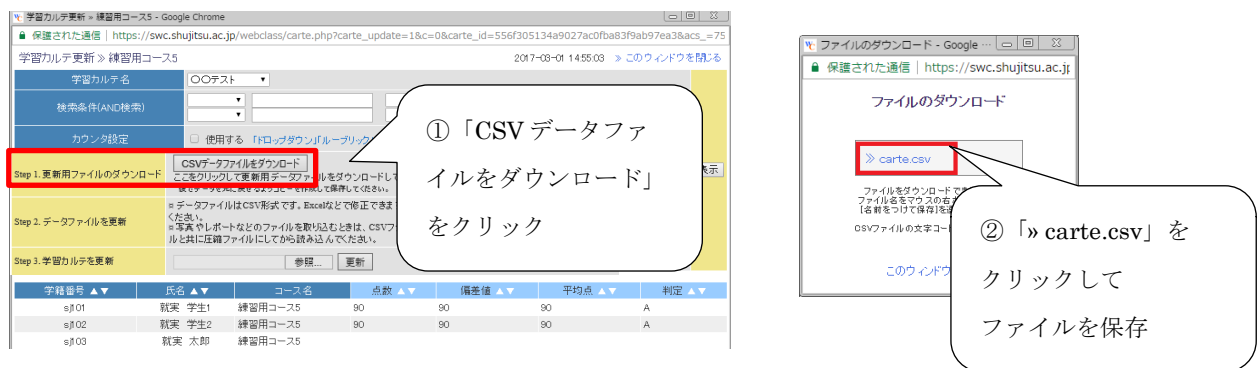 学習カルテ更新 » 練習用コース5 - Google Chrome
保護された通信 | https://swc.shujitsu.ac.jp/webclass/carte.php?carte_update=1&c=0&carte_id=556f305134a9027ac0fba83f9ab97ea3&acs_=75
学習カルテ更新 » 練習用コース5
2017-03-01 14:55:03 » このウィンドウを閉じる
学習カルテ名
〇〇テスト
検索条件(AND検索)
カウンタ設定
使用する 「ドロップダウン」「ルーブリック
表示
Step 1. 更新用ファイルのダウンロード
CSVデータファイルをダウンロード
ここをクリックして更新用データファイルをダウンロードして
Step 2. データファイルを更新
¤ データファイルはCSV形式です。Excelなどで修正できま
ください。
¤ 写真やレポートなどのファイルを取り込むときは、CSVフ
ルと共に圧縮ファイルにしてから読み込んでください。
Step 3. 学習カルテを更新
参照... 更新
学籍番号 ▲▼ 氏名 ▲▼ コース名 点数 ▲▼ 偏差値 ▲▼ 平均点 ▲▼ 判定 ▲▼
sjt01 就実 学生1 練習用コース5 90 90 90 A
sjt02 就実 学生2 練習用コース5 90 90 90 A
sjt03 就実 太郎 練習用コース5
①「CSV データファ
イルをダウンロード」
をクリック
ファイルのダウンロード - Google ...
保護された通信 | https://swc.shujitsu.ac.jp
ファイルのダウンロード
» carte.csv
ファイルをダウンロードでき
ファイル名をマウスの右
[名前をつけて保存]を選
CSVファイルの文字コー
このウィンドウ
②「» carte.csv」を
クリックして
ファイルを保存